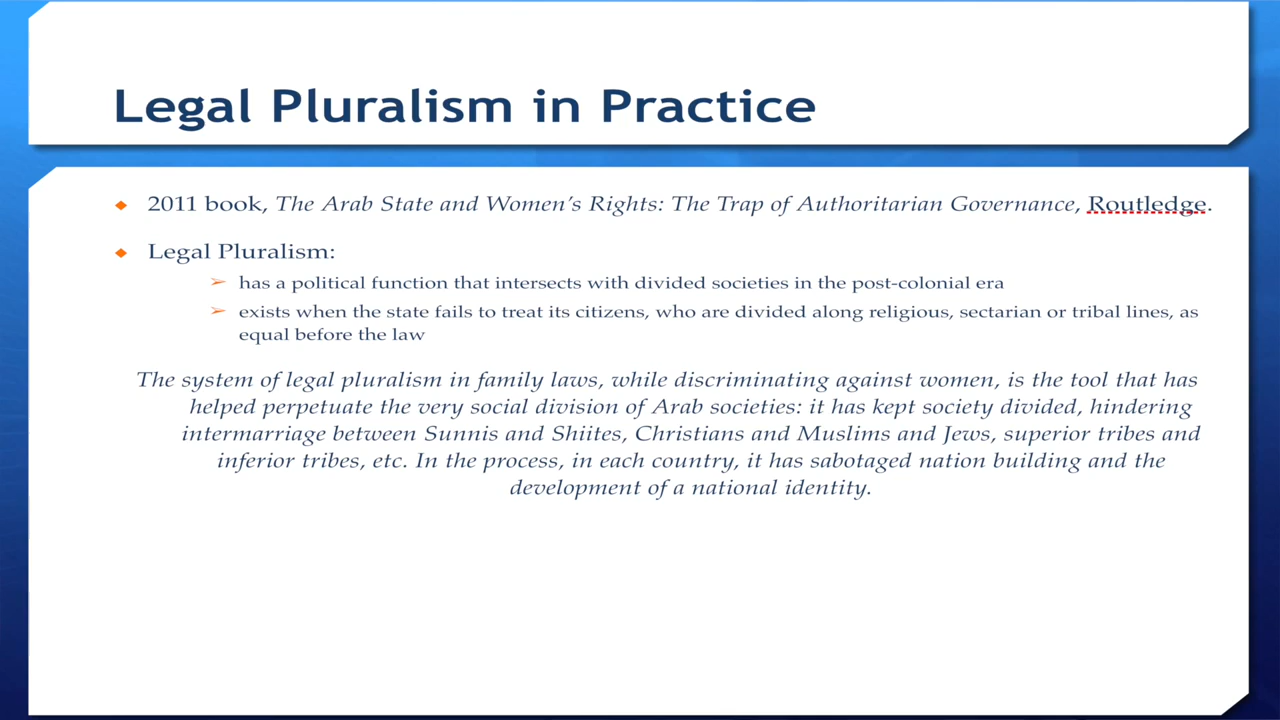 Legal Pluralism in Practice
2011 book, The Arab State and Women's Rights: The Trap of Authoritarian Governance, Routledge.
Legal Pluralism:
has a political function that intersects with divided societies in the post-colonial era
exists when the state fails to treat its citizens, who are divided along religious, sectarian or tribal lines, as
equal before the law
The system of legal pluralism in family laws, while discriminating against women, is the tool that has
helped perpetuate the very social division of Arab societies: it has kept society divided, hindering
intermarriage between Sunnis and Shiites, Christians and Muslims and Jews, superior tribes and
inferior tribes, etc. In the process, in each country, it has sabotaged nation building and the
development of a national identity.